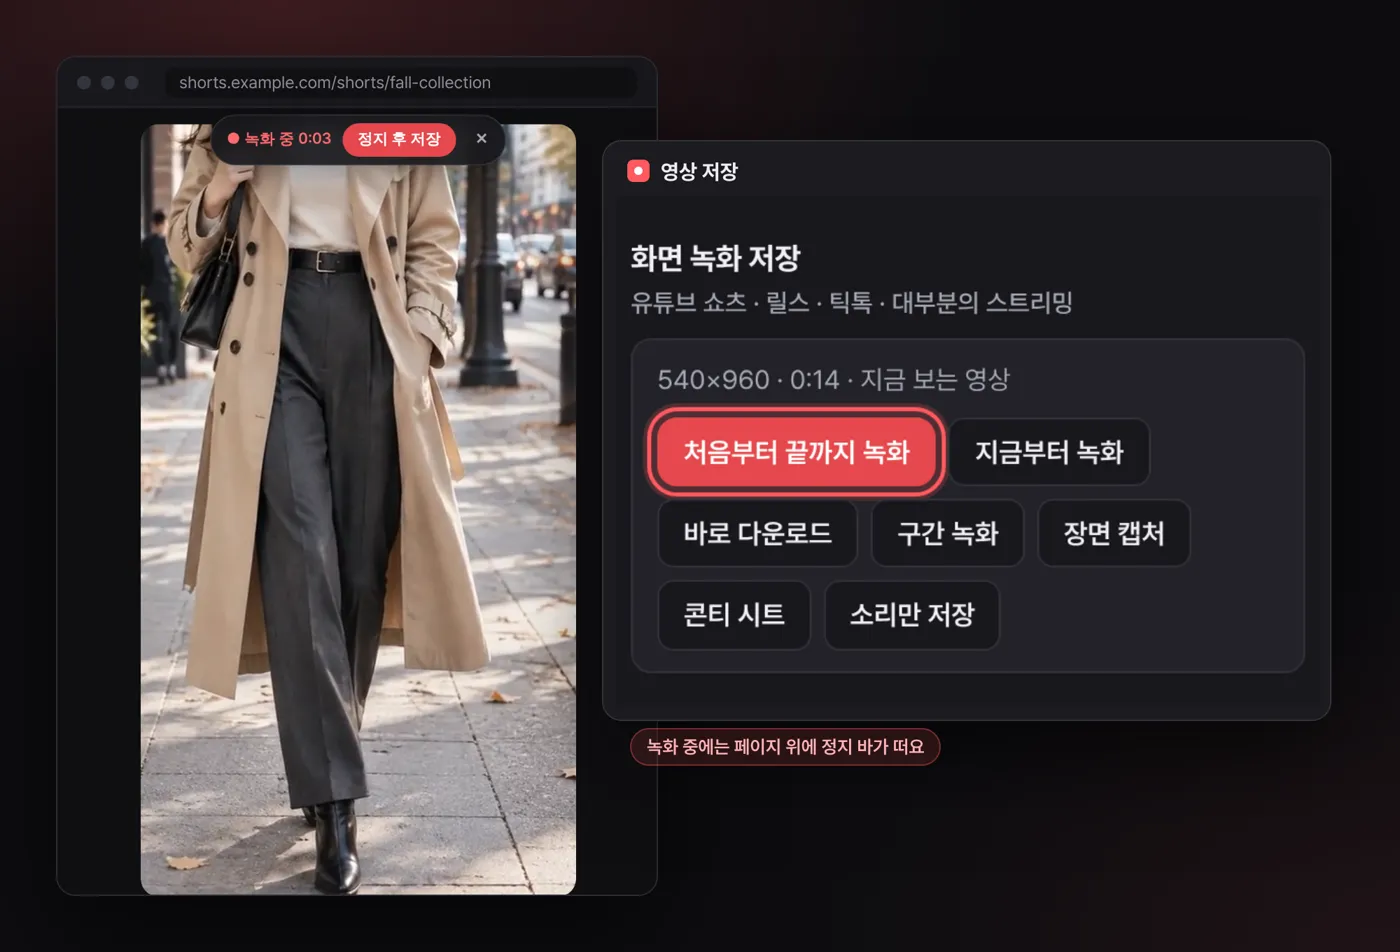 shorts.example.com/shorts/fall-collection
녹화 중 0:03 정지 후 저장 ✕
영상 저장
화면 녹화 저장
유튜브 쇼츠 · 릴스 · 틱톡 · 대부분의 스트리밍
540×960 · 0:14 · 지금 보는 영상
처음부터 끝까지 녹화 지금부터 녹화
바로 다운로드 구간 녹화 장면 캡처
콘티 시트 소리만 저장
녹화 중에는 페이지 위에 정지 바가 떠요